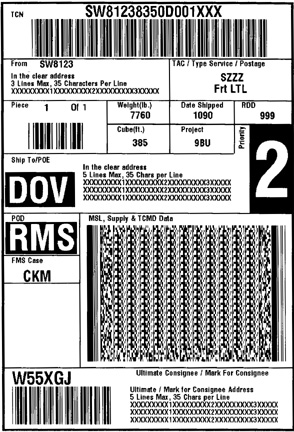 TCN SW81238350D001XXX
From SW8123
In the clear address
3 Lines Max, 35 Characters Per Line
XXXXXXXXX1XXXXXXXXX2XXXXXXXXX3XXXXX
TAC / Type Service / Postage
SZZZ
Frt LTL
Piece 1 Of 1
Weight(lb.) Date Shipped RDD
7760 1090 999
Cube(ft.) Project Priority
385 9BU 2
Ship To/POE
DOV
In the clear address
5 Lines Max, 35 Chars per Line
XXXXXXXXX1XXXXXXXXX2XXXXXXXXX3XXXXX
XXXXXXXXX1XXXXXXXXX2XXXXXXXXX3XXXXX
XXXXXXXXX1XXXXXXXXX2XXXXXXXXX3XXXXX
POD
RMS
MSL, Supply & TCMD Data
FMS Case
CKM
Ultimate Consignee / Mark For Consignee
W55XGJ
Ultimate / Mark for Consignee Address
5 Lines Max, 35 Chars Per Line
XXXXXXXXX1XXXXXXXXX2XXXXXXXXX3XXXXX
XXXXXXXXX1XXXXXXXXX2XXXXXXXXX3XXXXX
XXXXXXXXX1XXXXXXXXX2XXXXXXXXX3XXXXX